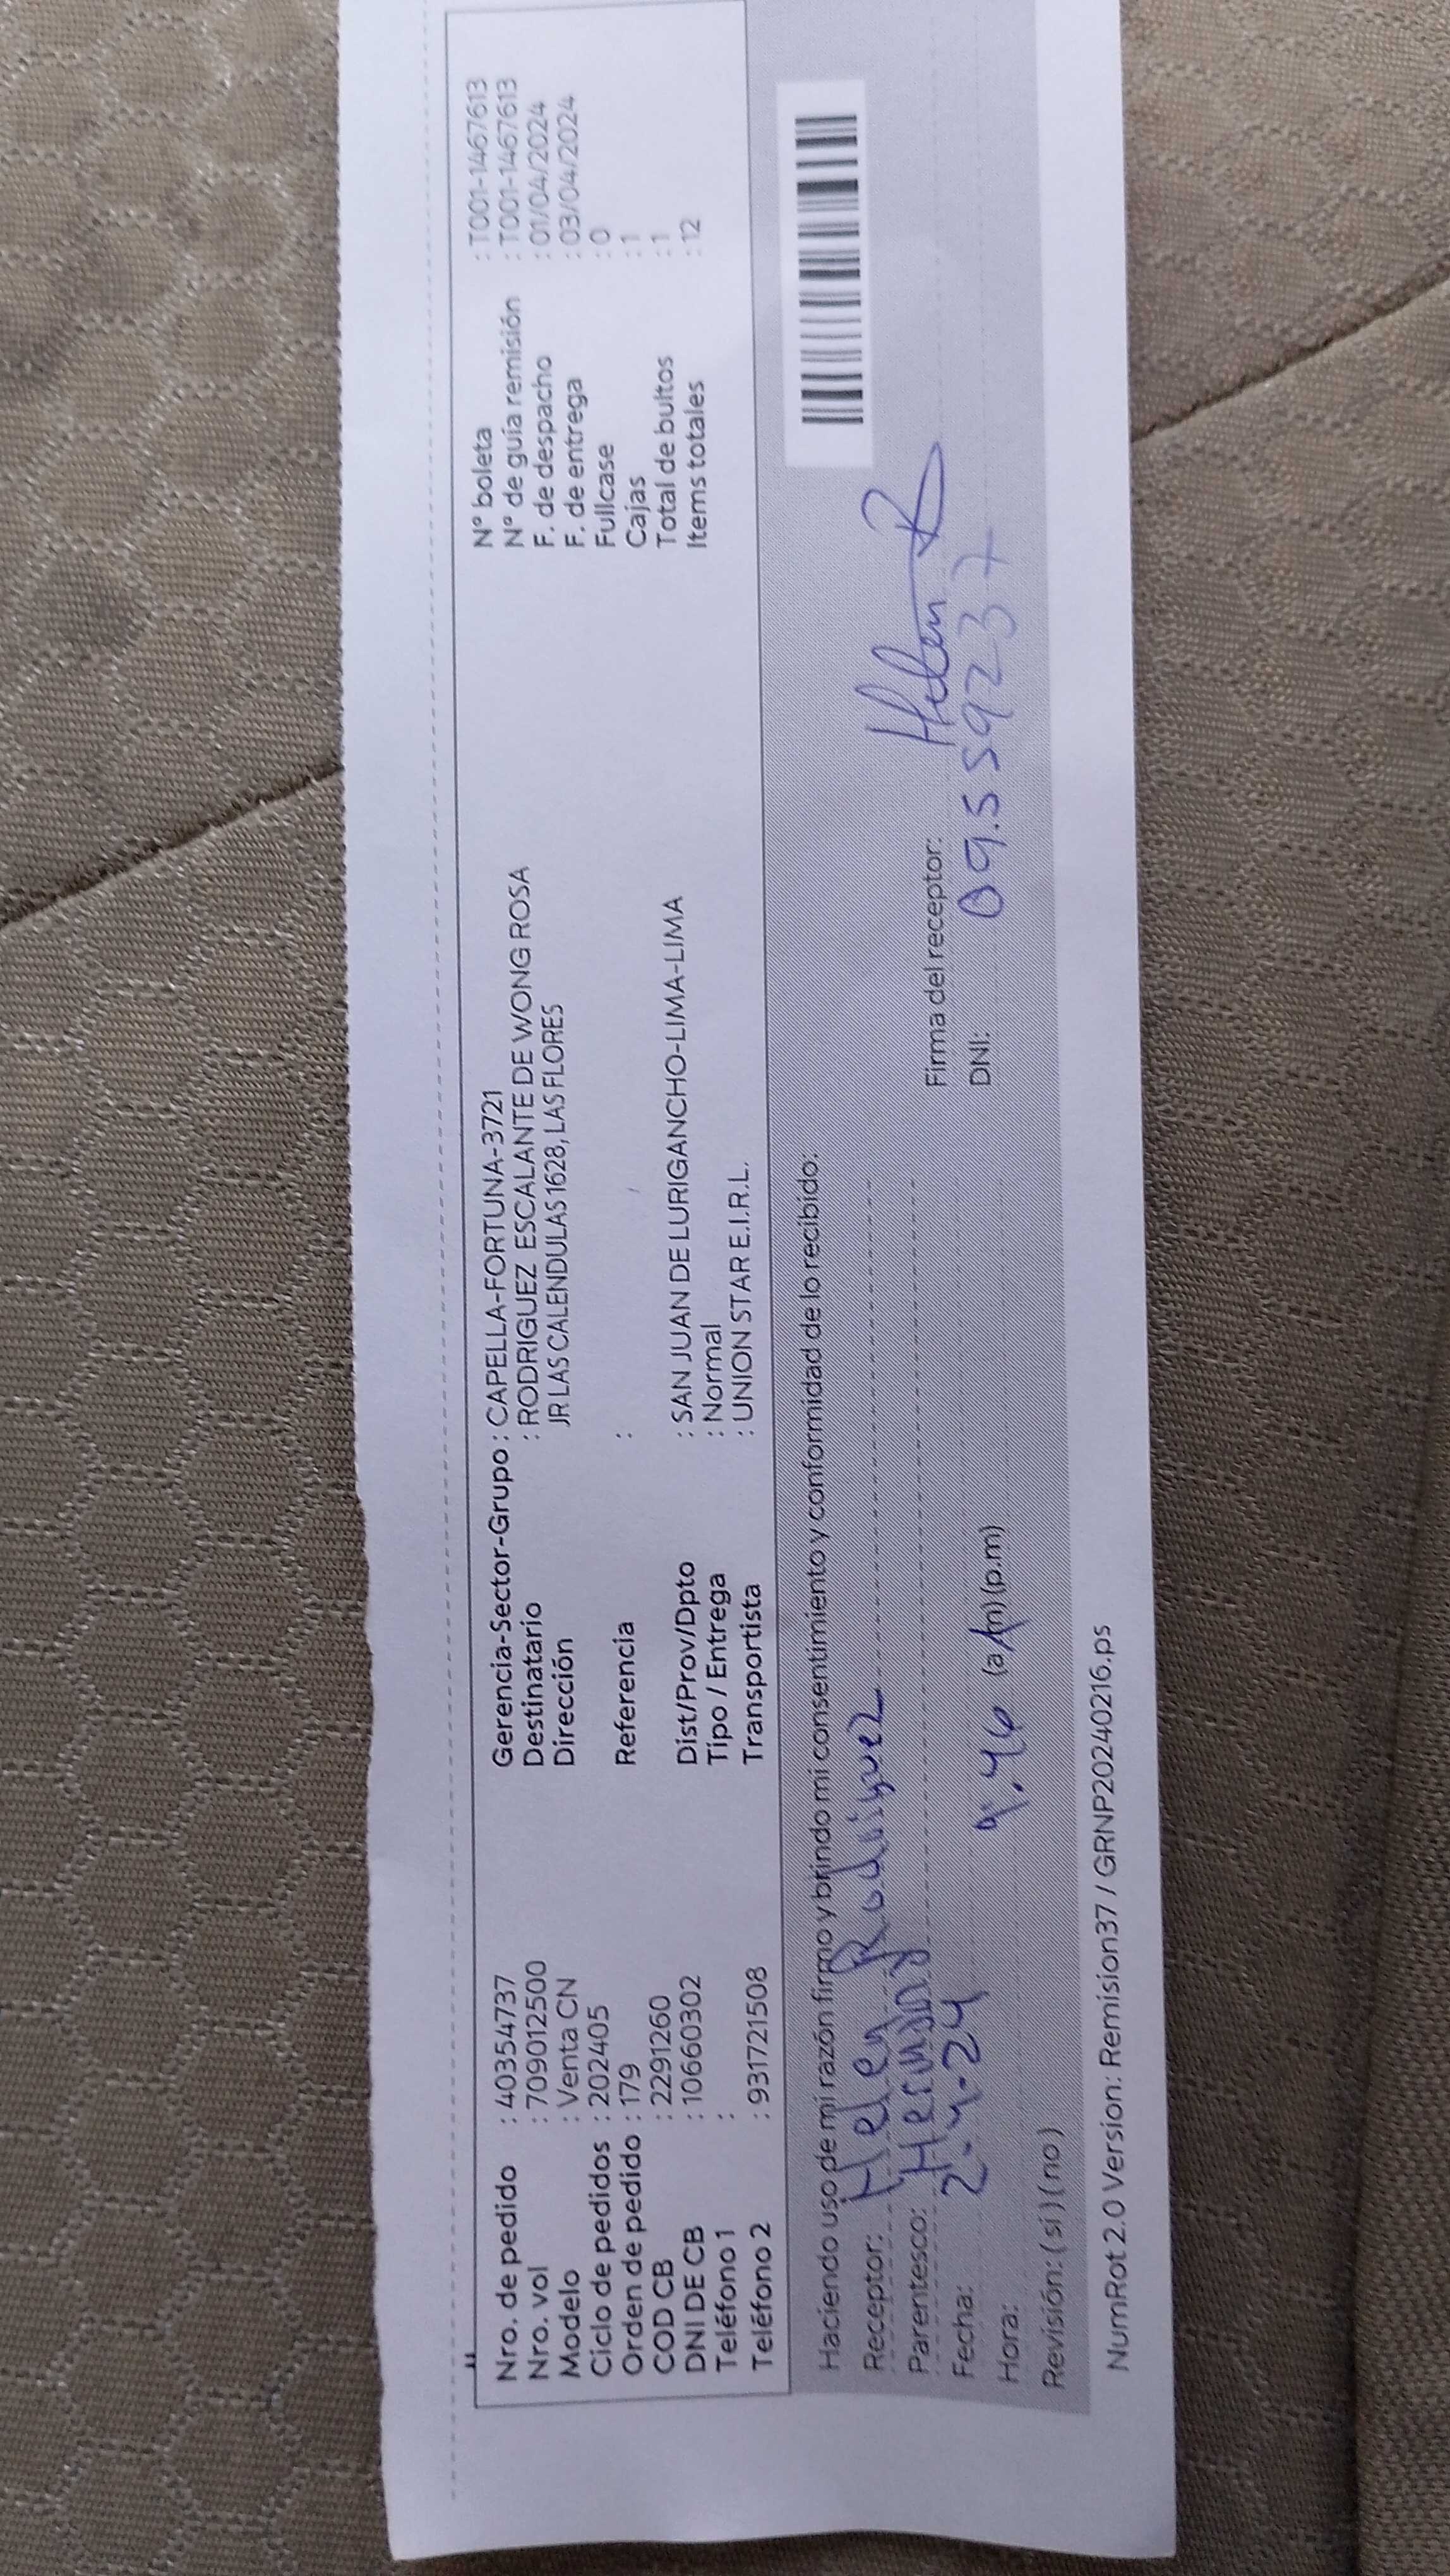 Nro. de pedido : 40354737
Nro. vol : 709012500
Modelo : Venta CN
Ciclo de pedidos : 202405
Orden de pedido : 179
COD CB : 2291260
DNI DE CB : 10660302
Teléfono 1 :
Teléfono 2 : 931721508
Gerencia-Sector-Grupo : CAPELLA-FORTUNA-3721
Destinatario : RODRIGUEZ ESCALANTE DE WONG ROSA
Dirección JR LAS CALENDULAS 1628, LAS FLORES
Referencia :
Dist/Prov/Dpto : SAN JUAN DE LURIGANCHO-LIMA-LIMA
Tipo / Entrega : Normal
Transportista : UNION STAR E.I.R.L.
N° boleta : T001-1467613
N° de guía remisión : T001-1467613
F. de despacho : 01/04/2024
F. de entrega : 03/04/2024
Fullcase : 0
Cajas : 1
Total de bultos : 1
Items totales : 12
Haciendo uso de mi razón firmo y brindo mi consentimiento y conformidad de lo recibido:
Receptor: Helen Rodriguez
Parentesco: Hermana
Fecha: 2-4-24
Hora: 9.46 (a.m) (p.m)
Revisión: ( si ) ( no )
Firma del receptor: Helen R
DNI: 09559237
NumRot 2.0 Version: Remision37 / GRNP20240216.ps